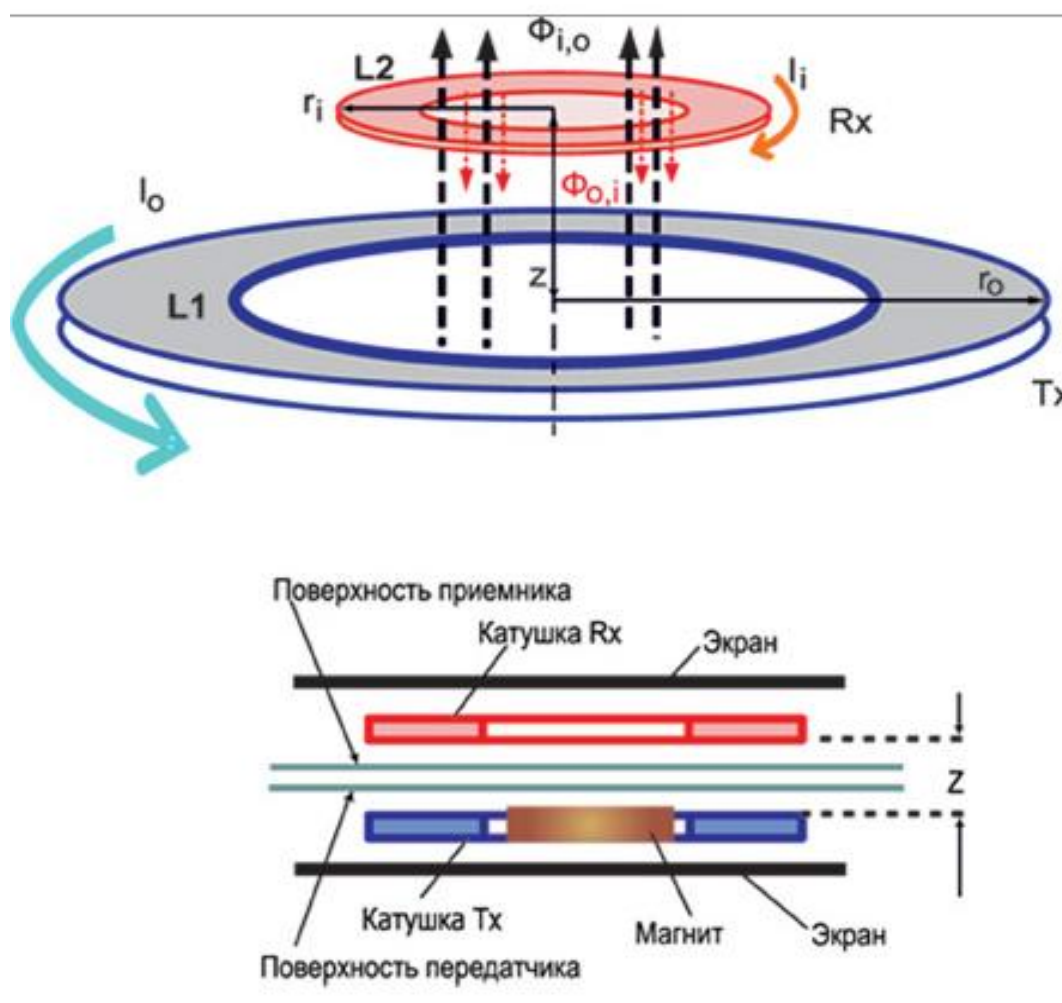 Φi,o
L2
Ii
ri
Rx
Io
Φo,i
z
ro
L1
Tx
Поверхность приемника
Катушка Rx
Экран
z
Катушка Tx
Магнит
Экран
Поверхность передатчика